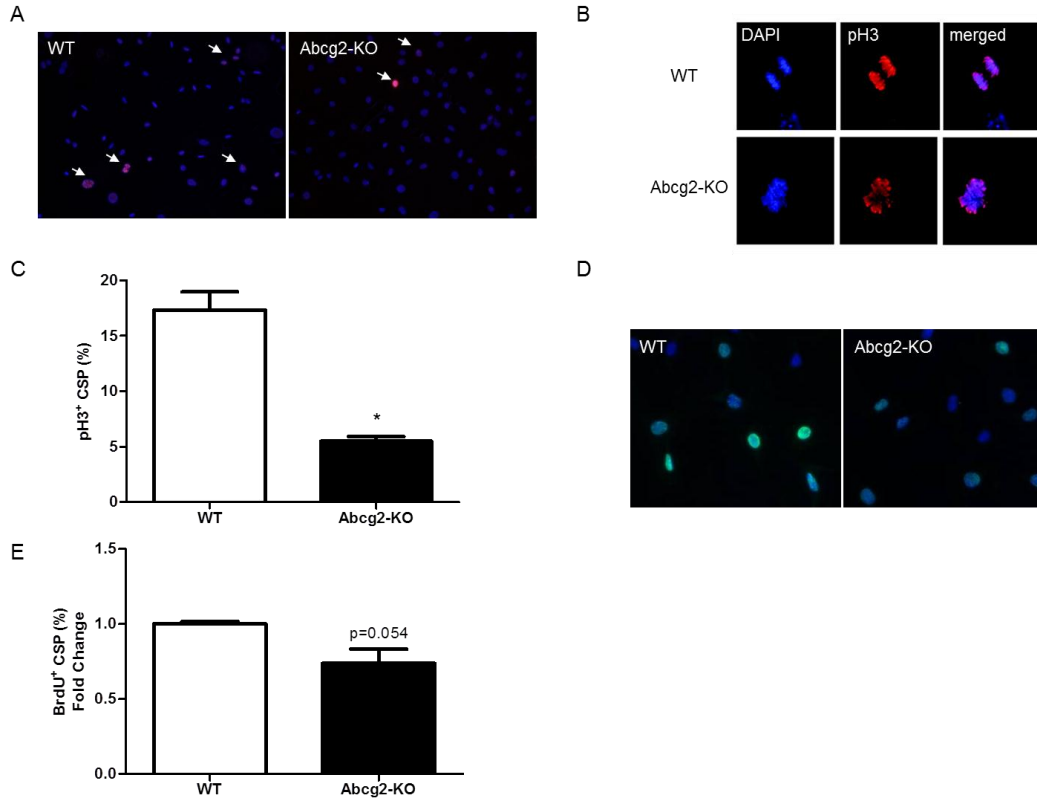 A
WT
Abcg2-KO
B
DAPI pH3 merged
WT
Abcg2-KO
C
20
15
10
5
0
pH3+ CSP (%)
*
WT Abcg2-KO
D
WT
Abcg2-KO
E
1.5
1.0
0.5
0.0
BrdU+ CSP (%)
Fold Change
p=0.054
WT Abcg2-KO